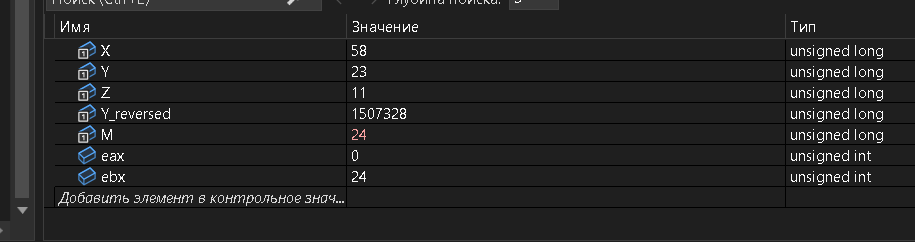 Поиск (Ctrl+E) Глубина поиска: 3
Имя Значение Тип
X 58 unsigned long
Y 23 unsigned long
Z 11 unsigned long
Y_reversed 1507328 unsigned long
M 24 unsigned long
eax 0 unsigned int
ebx 24 unsigned int
Добавить элемент в контрольное знач...